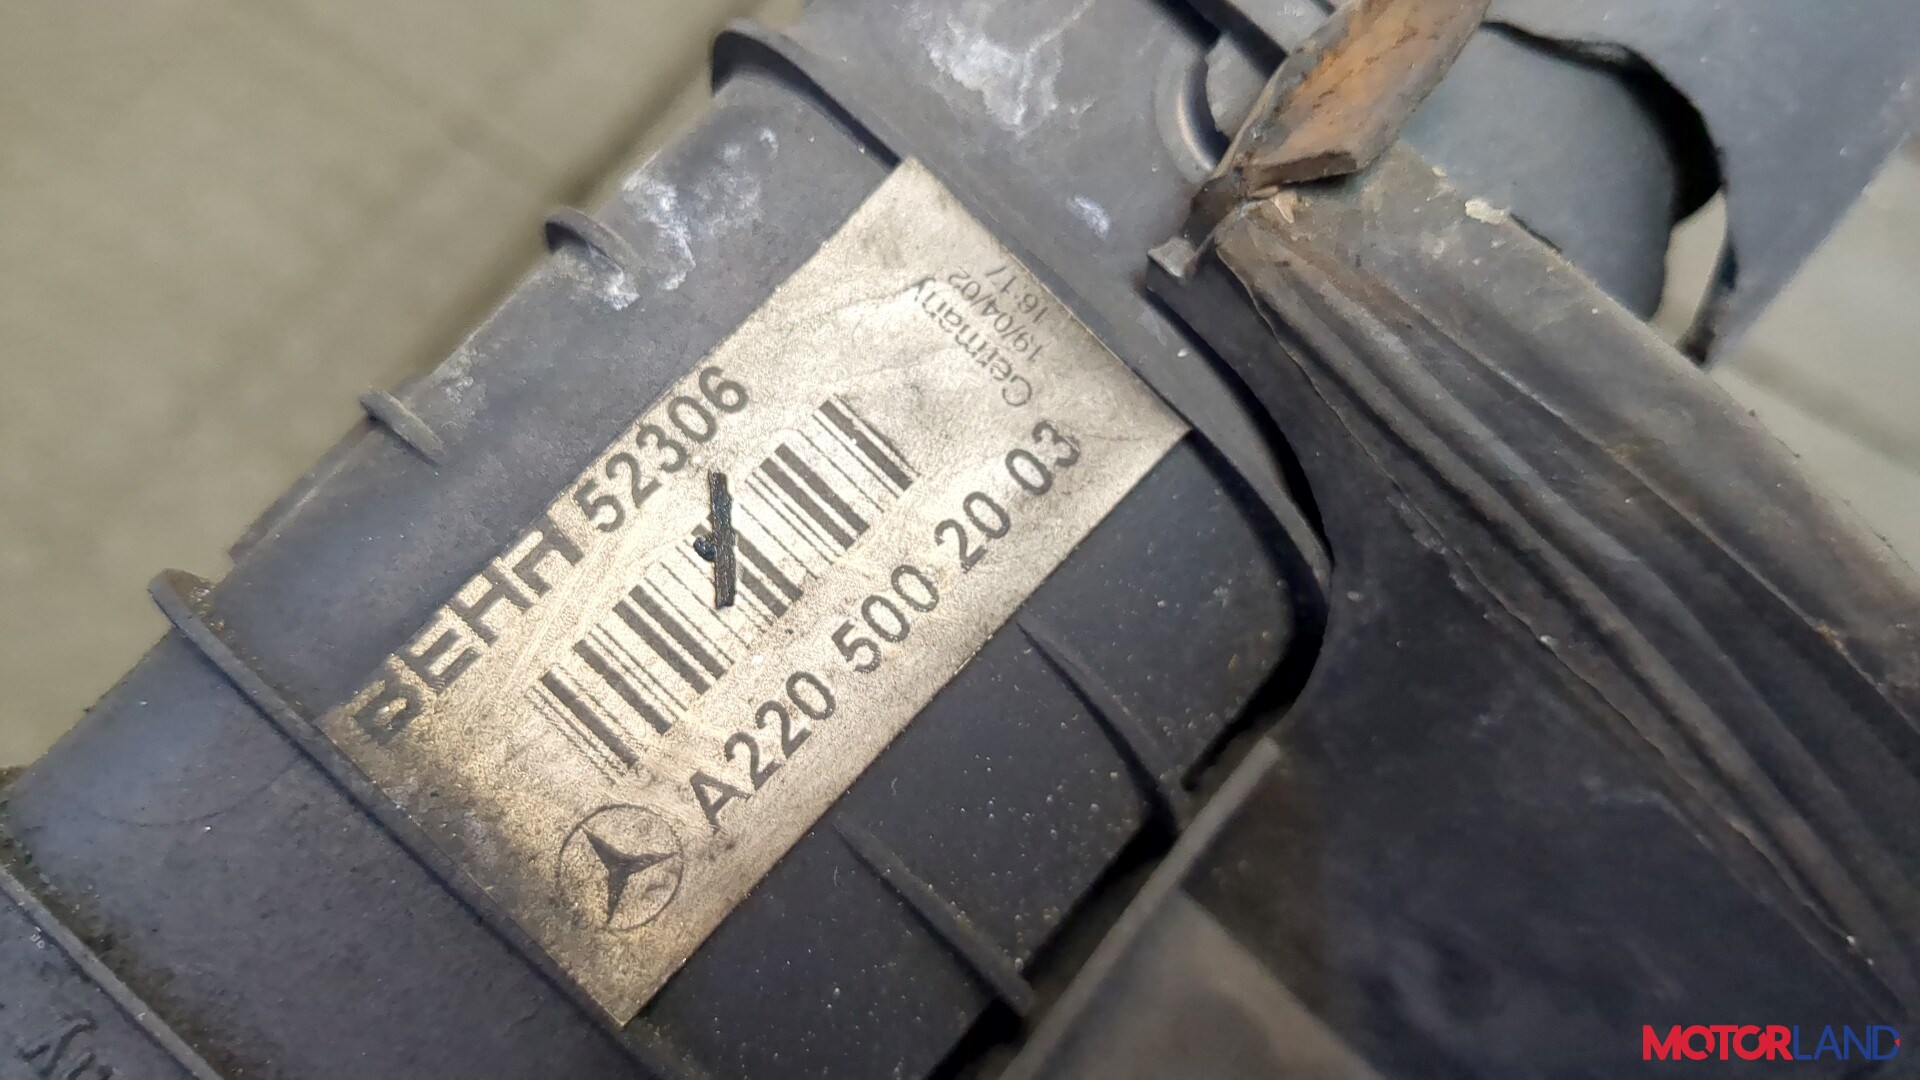 BEHR 52306
Germany
19/04/02
16:17
A220 500 20 03
MOTORLAND